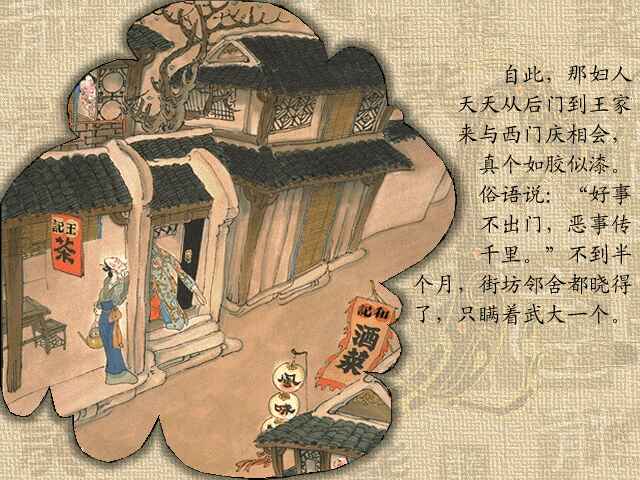 自此，那妇人
天天从后门到王家
来与西门庆相会，
真个如胶似漆。
俗语说：“好事
不出门，恶事传
千里。”不到半
个月，街坊邻舍都晓得
了，只瞒着武大一个。
記王
茶
記和
酒菜
風
味